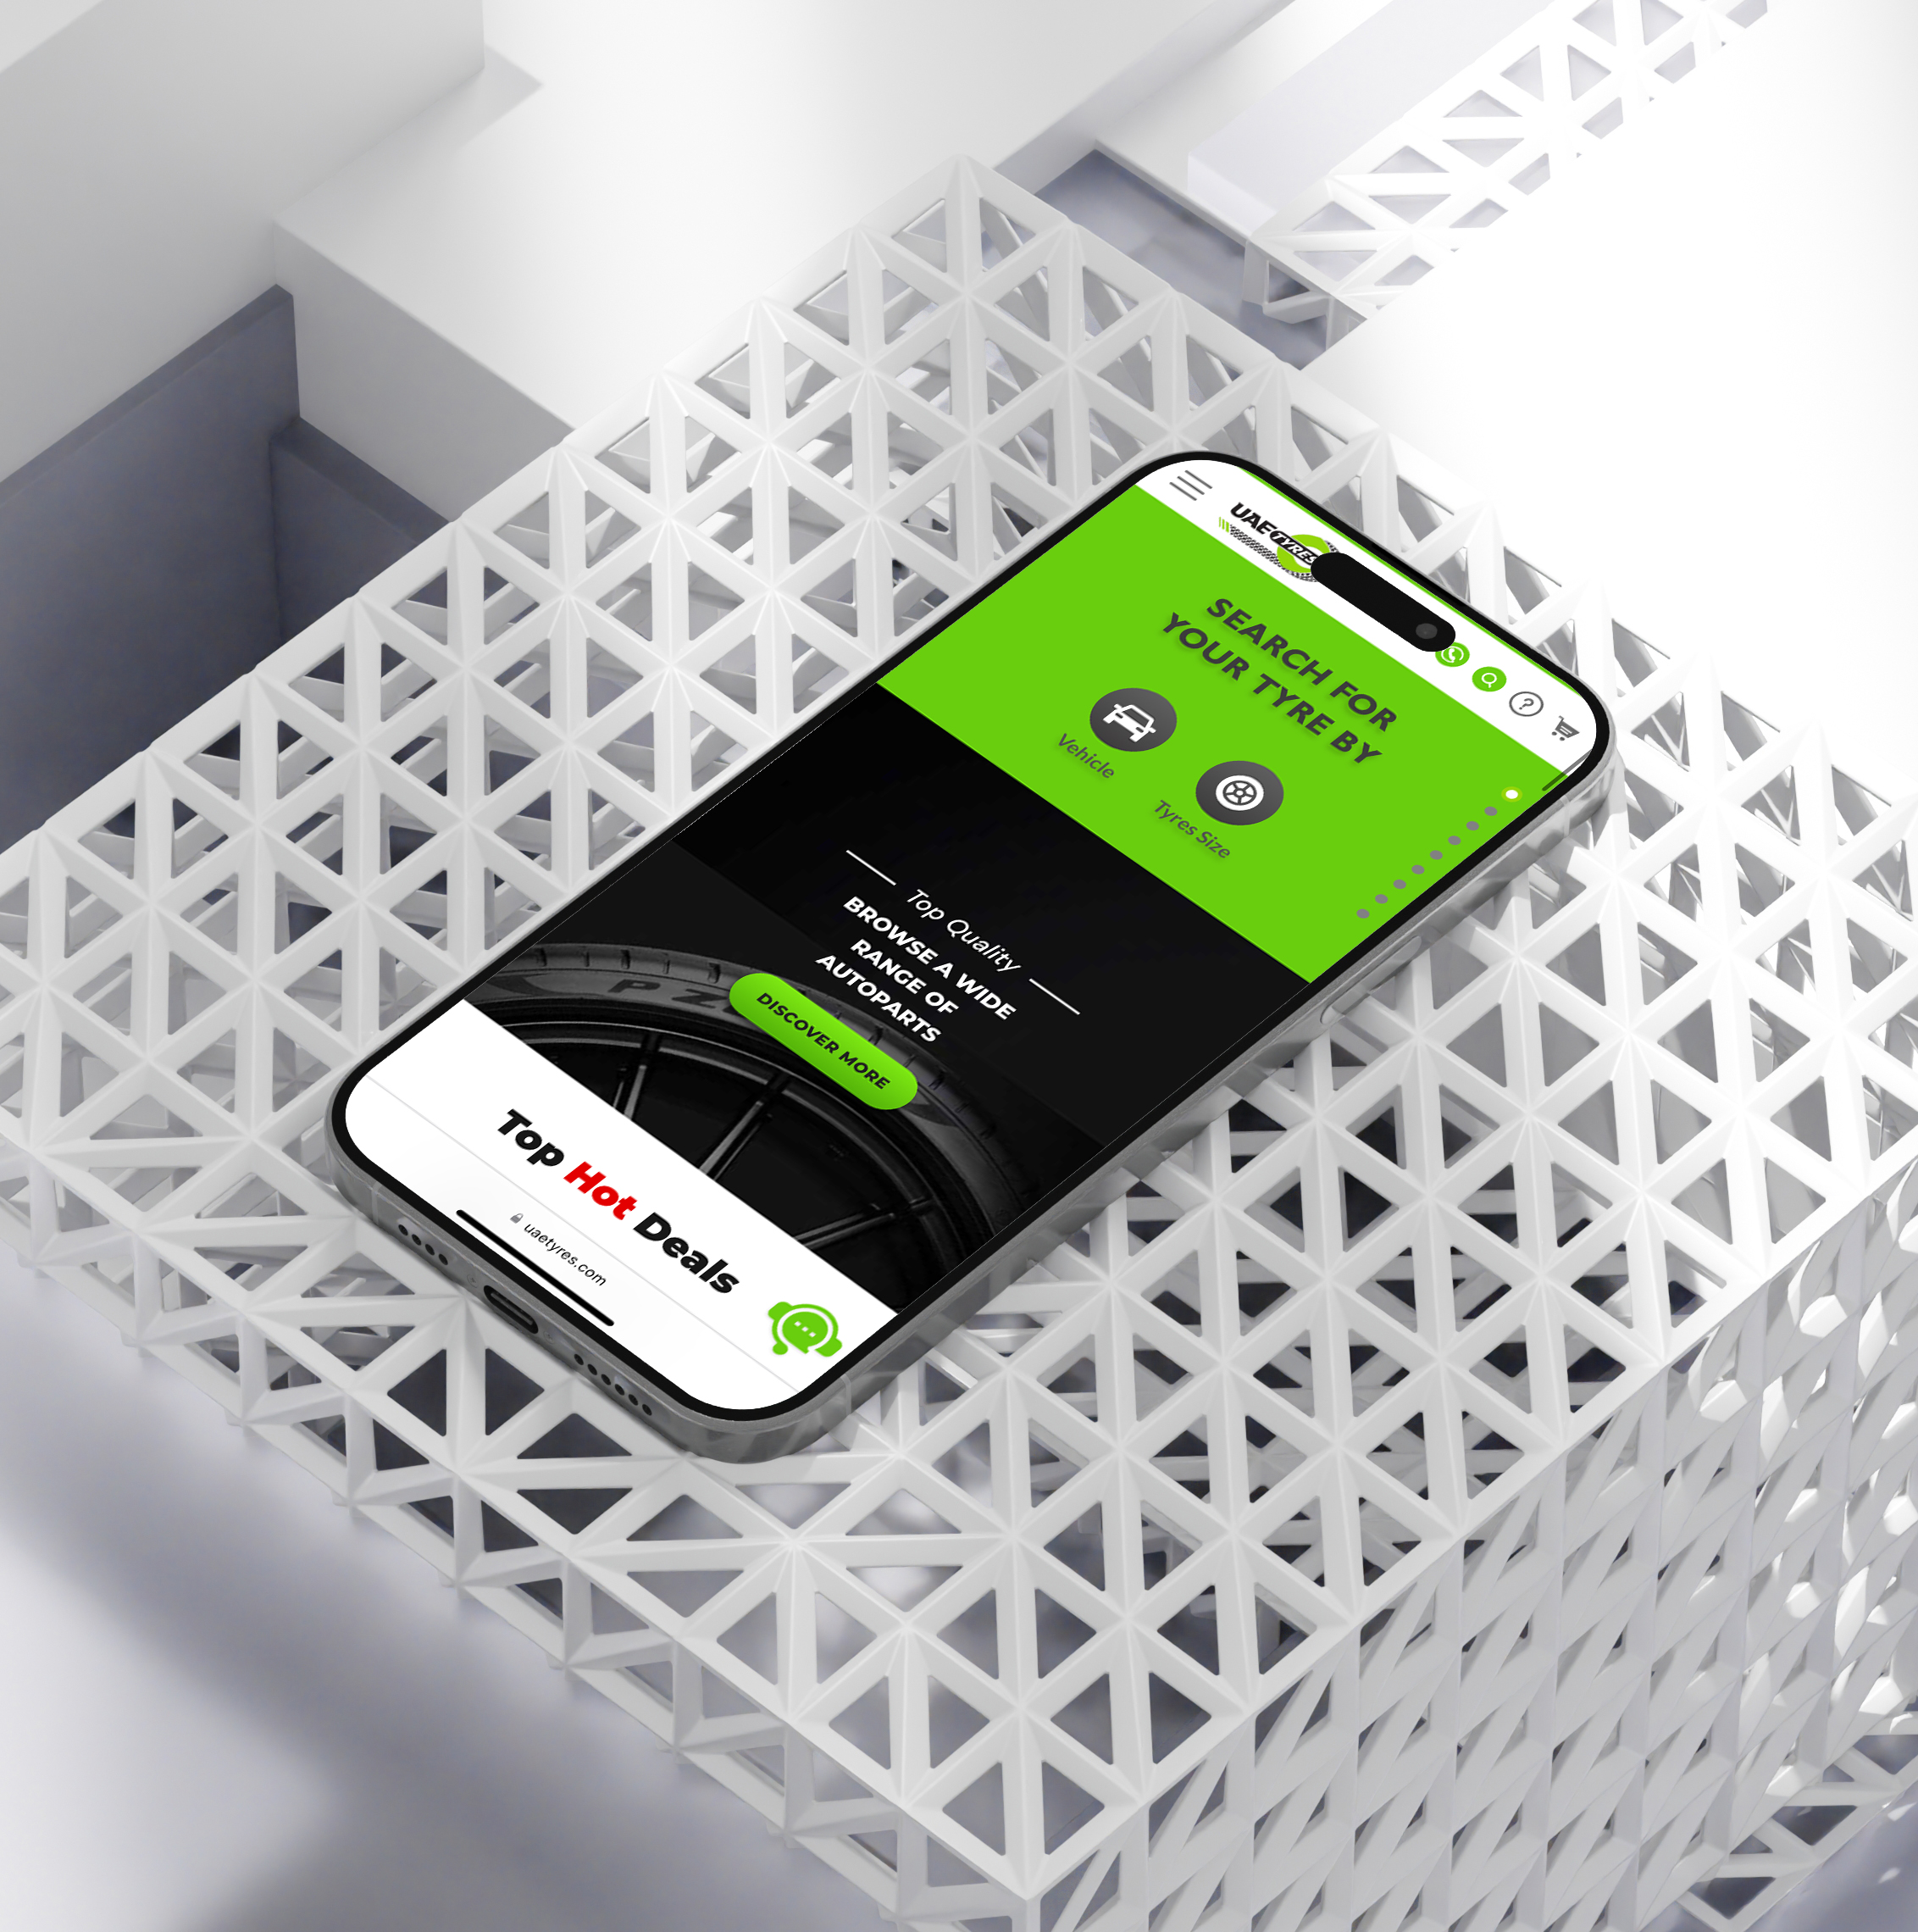 UAE TYRES
SEARCH FOR
YOUR TYRE BY
Vehicle
Tyres Size
Top Quality
BROWSE A WIDE
RANGE OF
AUTOPARTS
DISCOVER MORE
Top Hot Deals
uaetyres.com